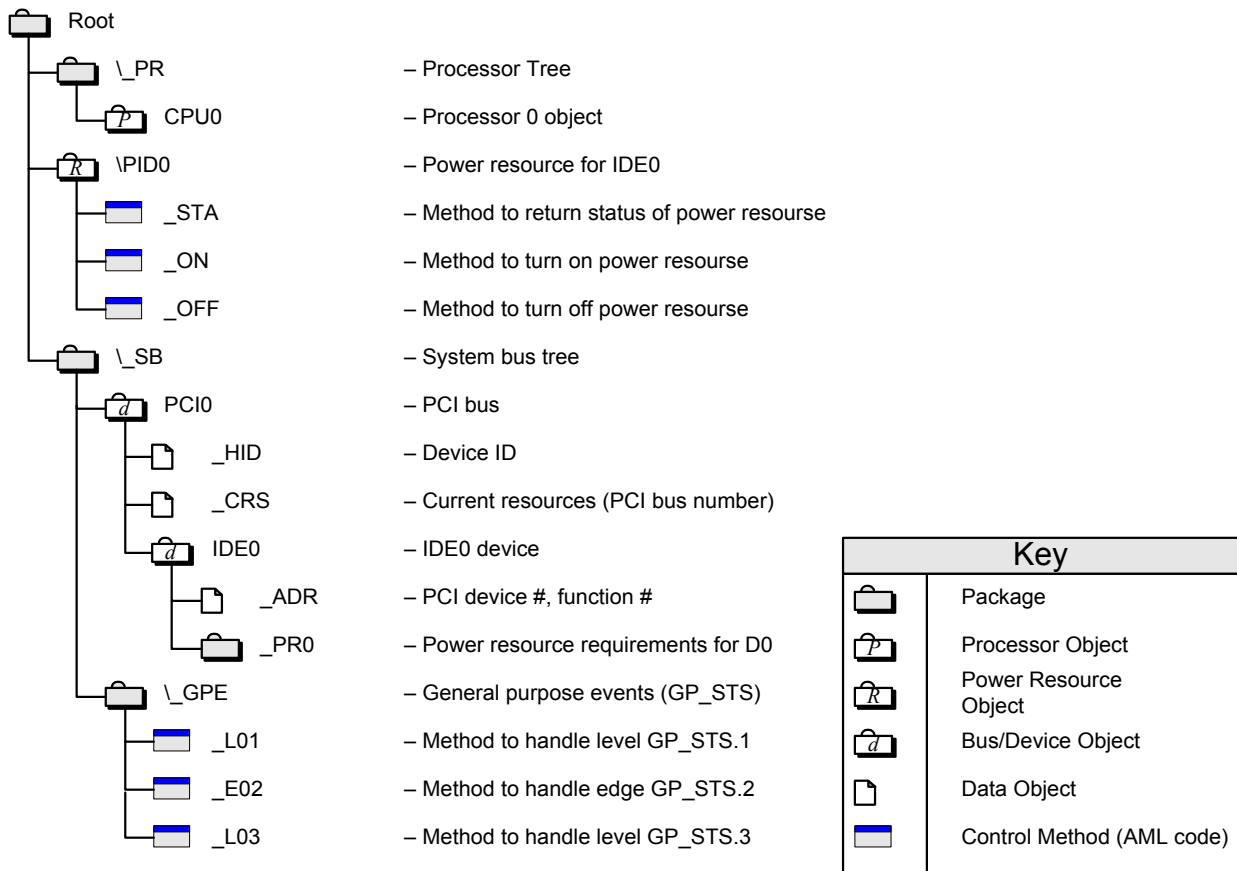 Root
\_PR – Processor Tree
P CPU0 – Processor 0 object
R \PID0 – Power resource for IDE0
_STA – Method to return status of power resourse
_ON – Method to turn on power resourse
_OFF – Method to turn off power resourse
\_SB – System bus tree
d PCI0 – PCI bus
_HID – Device ID
_CRS – Current resources (PCI bus number)
d IDE0 – IDE0 device
_ADR – PCI device #, function #
_PR0 – Power resource requirements for D0
\_GPE – General purpose events (GP_STS)
_L01 – Method to handle level GP_STS.1
_E02 – Method to handle edge GP_STS.2
_L03 – Method to handle level GP_STS.3
Key
Package
P Processor Object
R Power Resource
Object
d Bus/Device Object
Data Object
Control Method (AML code)